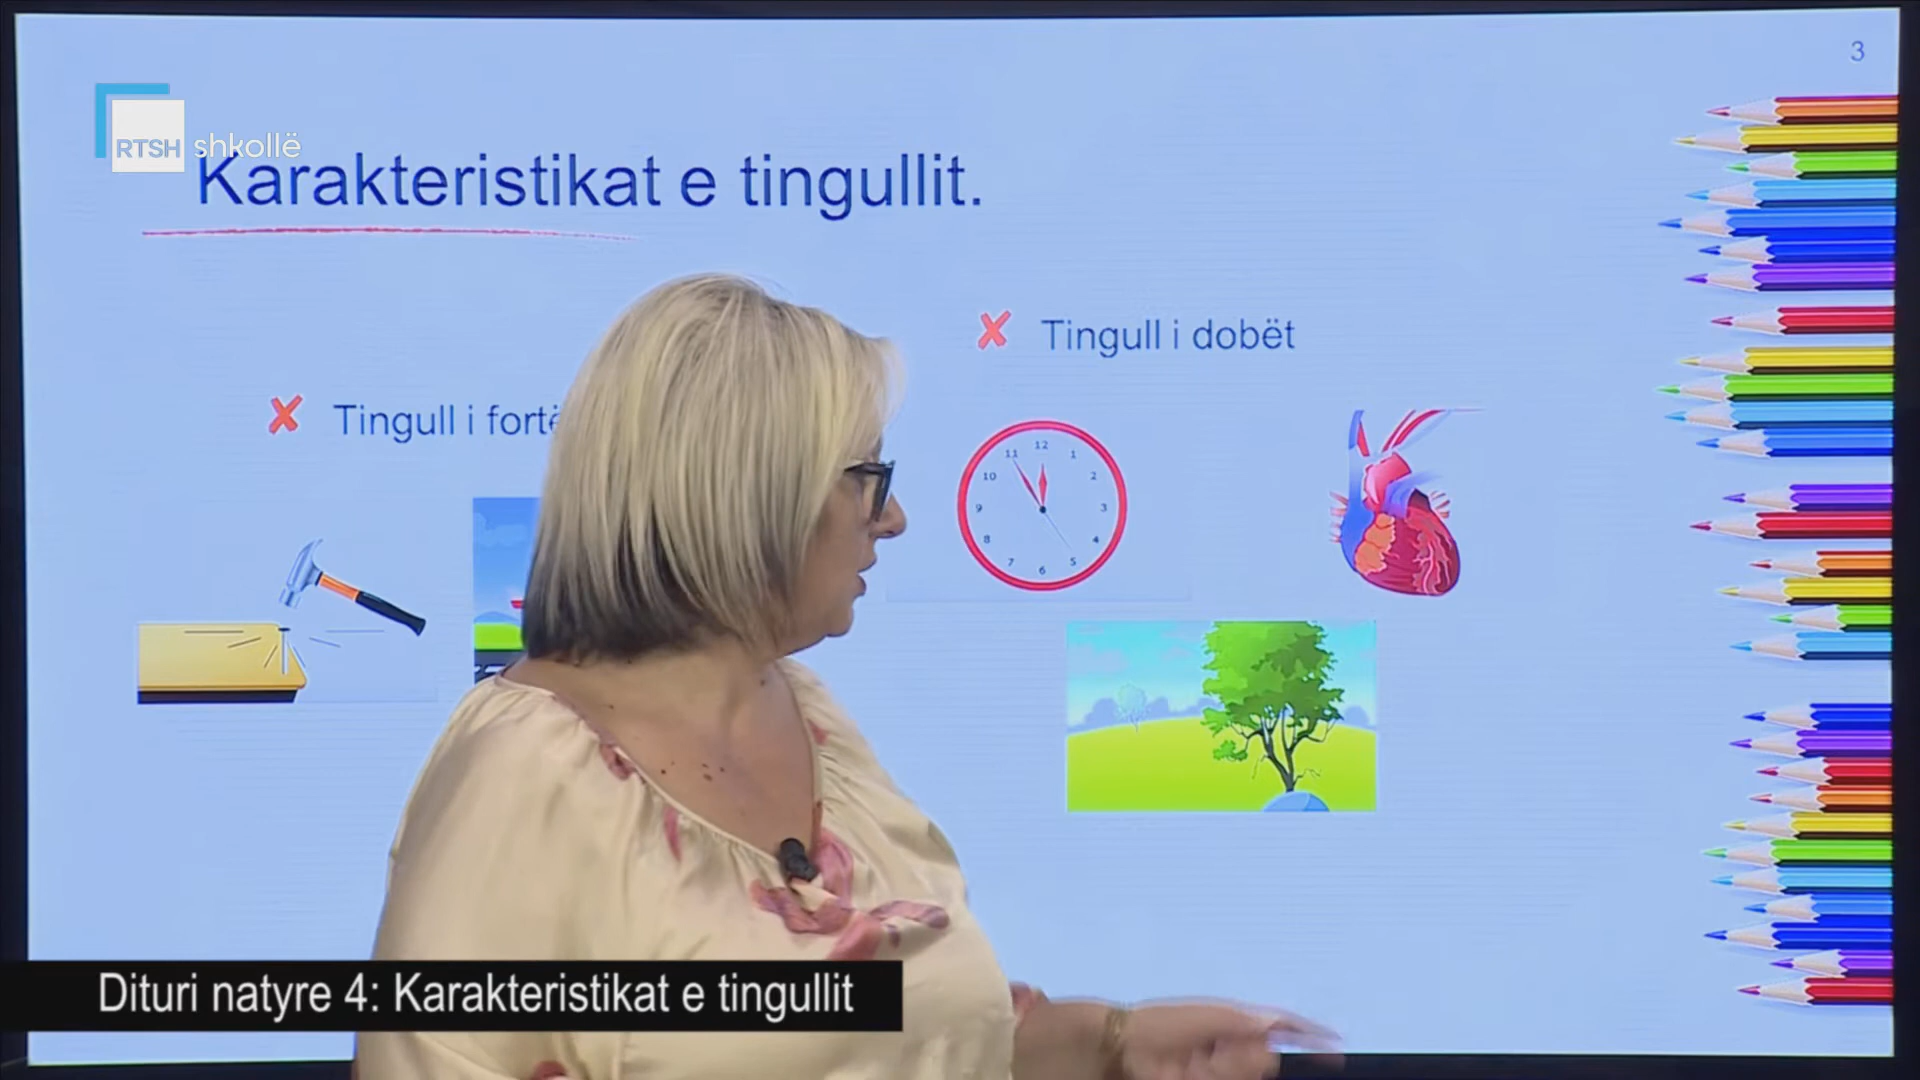 3
RTSH shkollë
Karakteristikat e tingullit.
Tingull i dobët
Tingull i fortë
12
11 1
10 2
9 3
8 4
7 5
6
Dituri natyre 4: Karakteristikat e tingullit